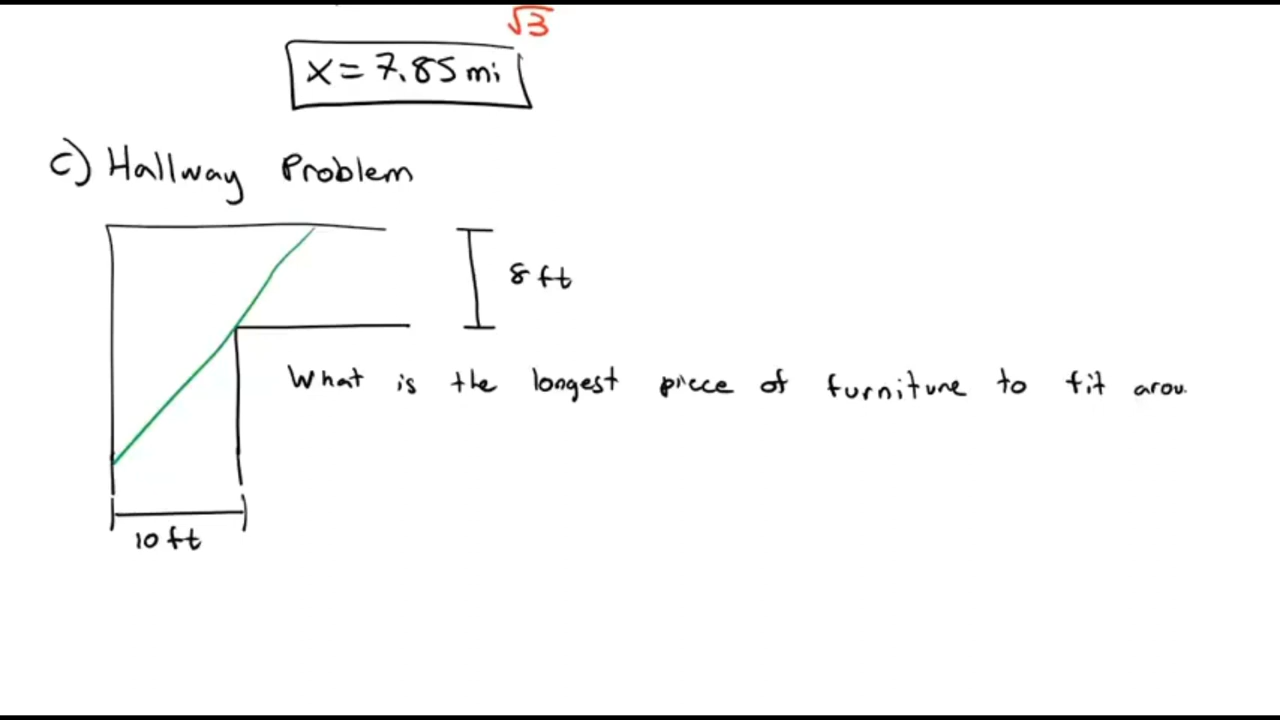 √3
x = 7.85 mi
c) Hallway Problem
8 ft
What is the longest piece of furniture to fit arou
10 ft